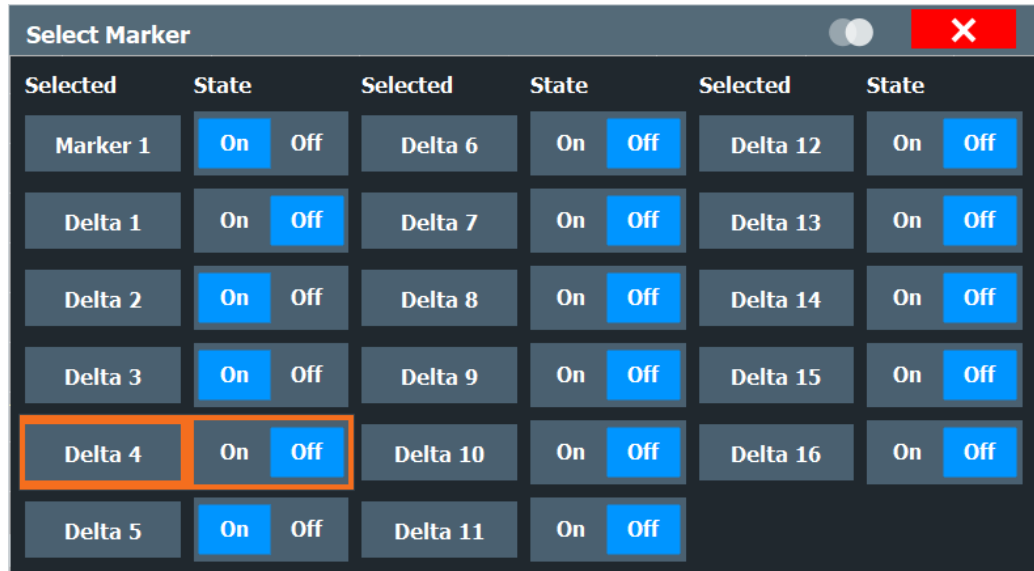 Select Marker
Selected State Selected State Selected State
Marker 1 On Off Delta 6 On Off Delta 12 On Off
Delta 1 On Off Delta 7 On Off Delta 13 On Off
Delta 2 On Off Delta 8 On Off Delta 14 On Off
Delta 3 On Off Delta 9 On Off Delta 15 On Off
Delta 4 On Off Delta 10 On Off Delta 16 On Off
Delta 5 On Off Delta 11 On Off